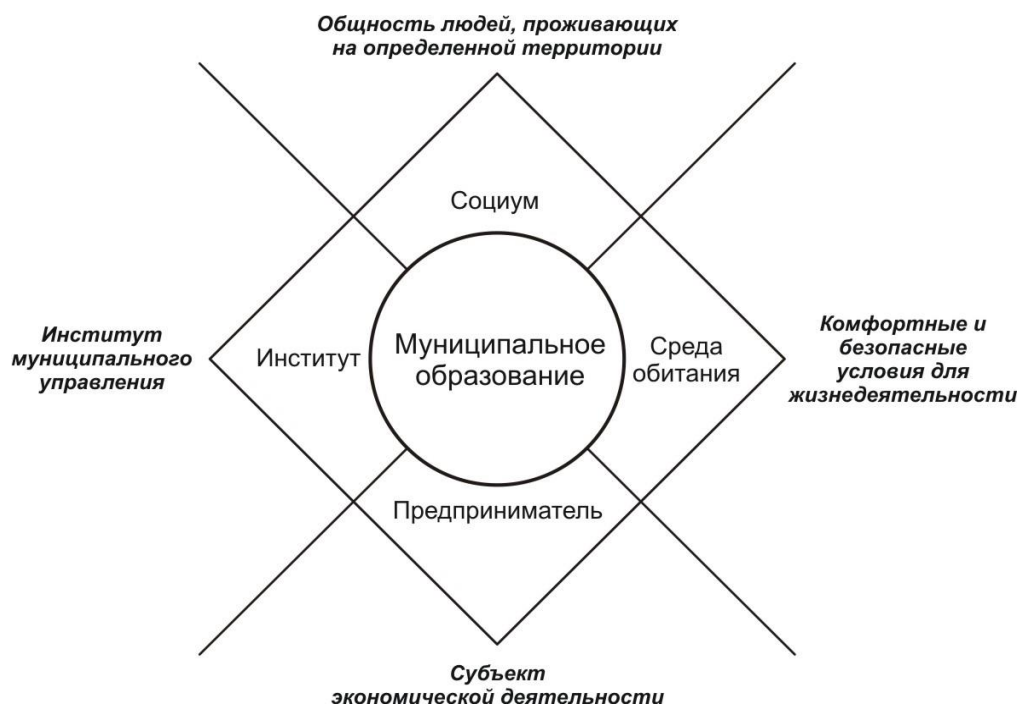 Общность людей, проживающих
на определенной территории
Социум
Институт
муниципального
управления
Институт
Муниципальное
образование
Среда
обитания
Комфортные и
безопасные
условия для
жизнедеятельности
Предприниматель
Субъект
экономической деятельности